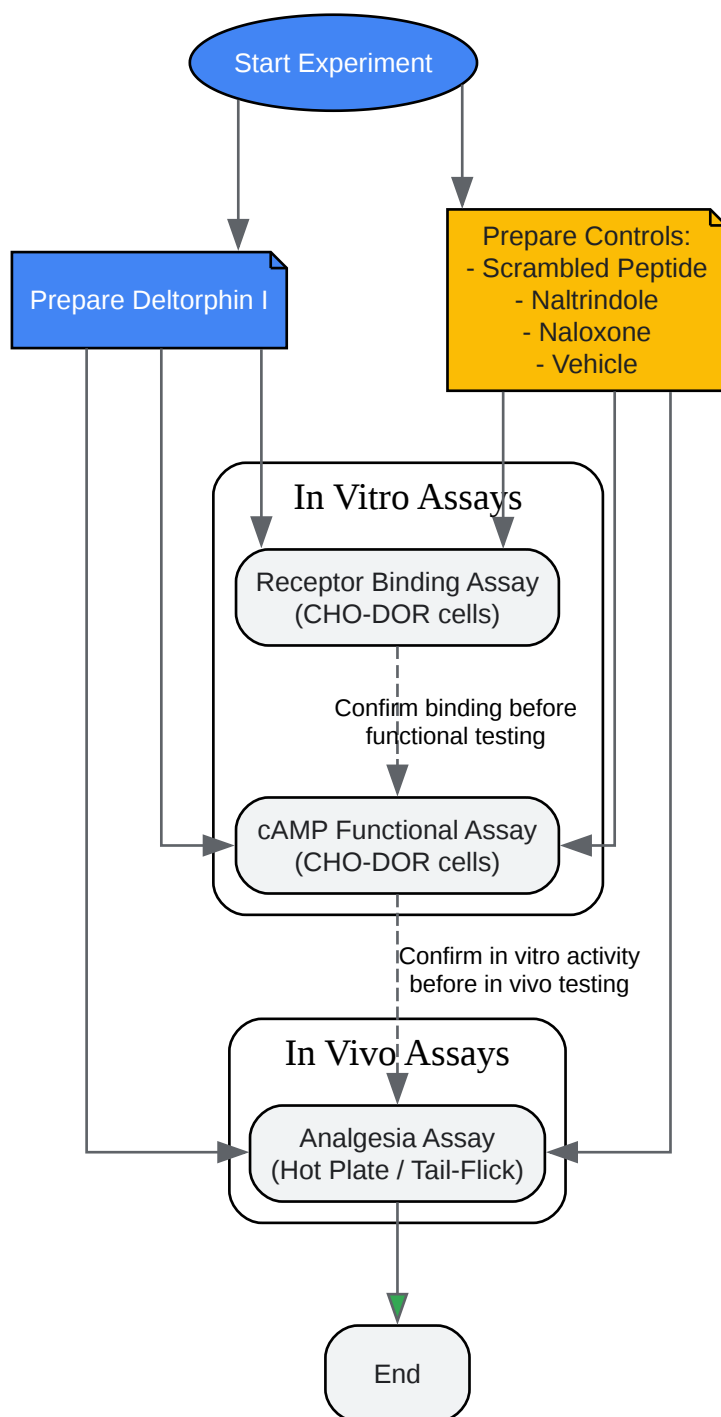 Start Experiment
Prepare Deltorphin I
Prepare Controls:
- Scrambled Peptide
- Naltrindole
- Naloxone
- Vehicle
In Vitro Assays
Receptor Binding Assay
(CHO-DOR cells)
Confirm binding before
functional testing
cAMP Functional Assay
(CHO-DOR cells)
Confirm in vitro activity
before in vivo testing
In Vivo Assays
Analgesia Assay
(Hot Plate / Tail-Flick)
End